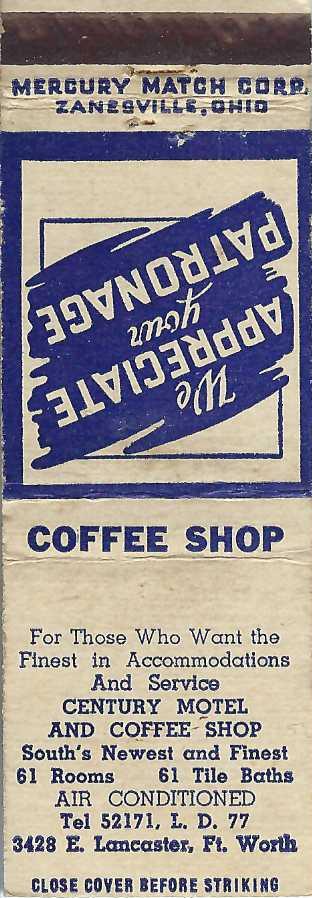 MERCURY MATCH CORP.
ZANESVILLE, OHIO
We
APPRECIATE
your
PATRONAGE
COFFEE SHOP
For Those Who Want the
Finest in Accommodations
And Service
CENTURY MOTEL
AND COFFEE SHOP
South's Newest and Finest
61 Rooms 61 Tile Baths
AIR CONDITIONED
Tel 52171, L. D. 77
3428 E. Lancaster, Ft. Worth
CLOSE COVER BEFORE STRIKING